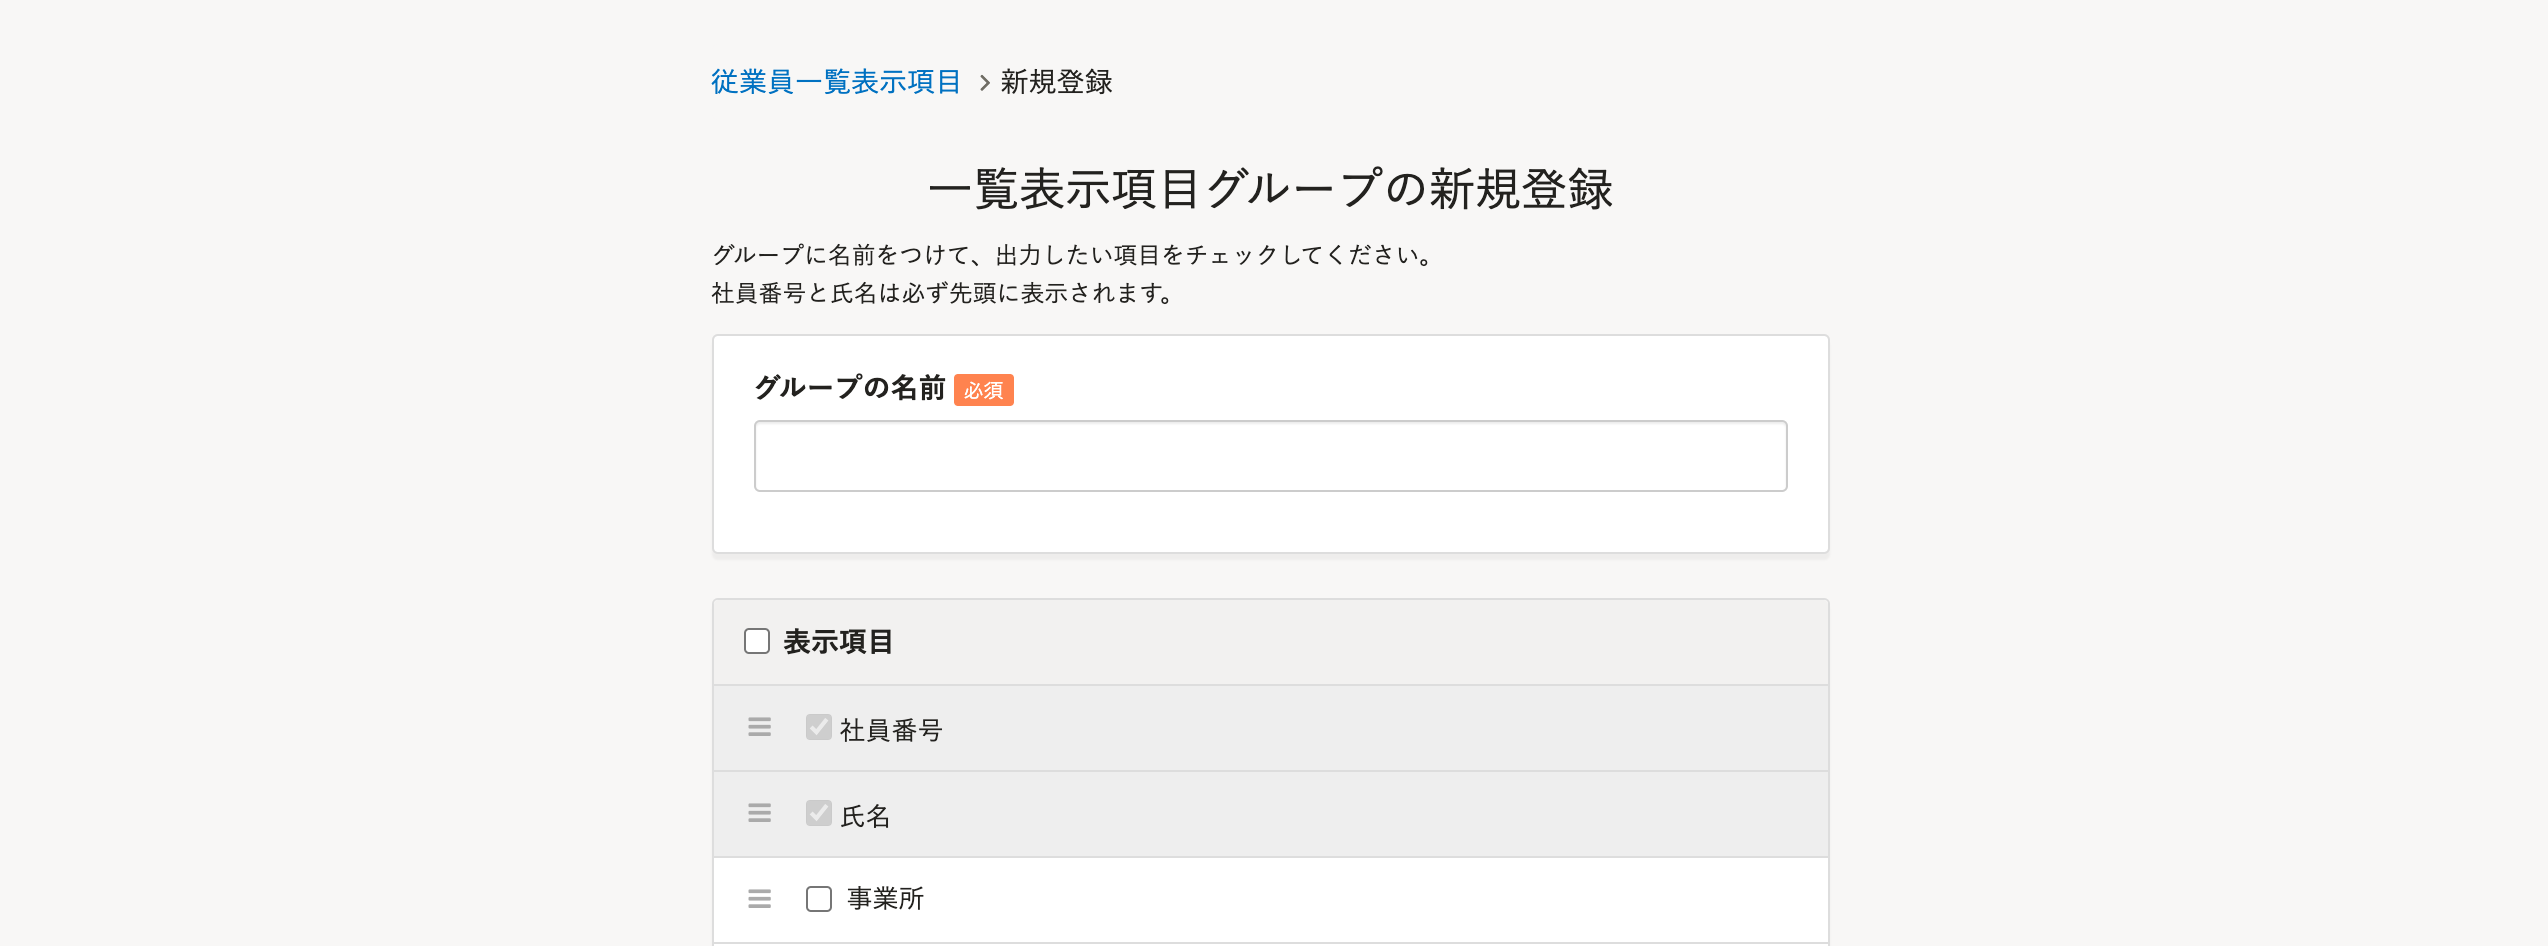 従業員一覧表示項目 > 新規登録
一覧表示項目グループの新規登録
グループに名前をつけて、出力したい項目をチェックしてください。
社員番号と氏名は必ず先頭に表示されます。
グループの名前 必須
表示項目
社員番号
氏名
事業所